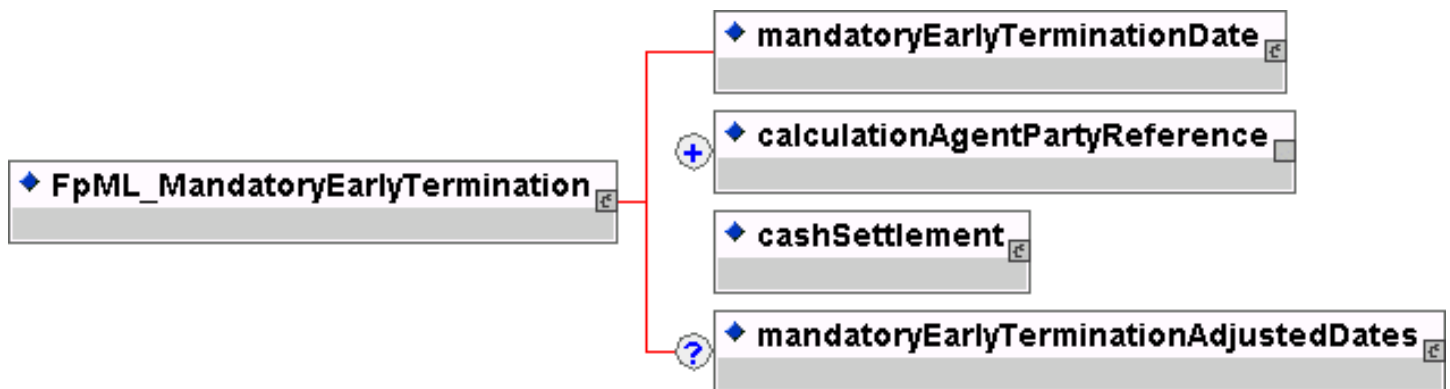 mandatoryEarlyTerminationDate
+ calculationAgentPartyReference
FpML_MandatoryEarlyTermination
cashSettlement
? mandatoryEarlyTerminationAdjustedDates